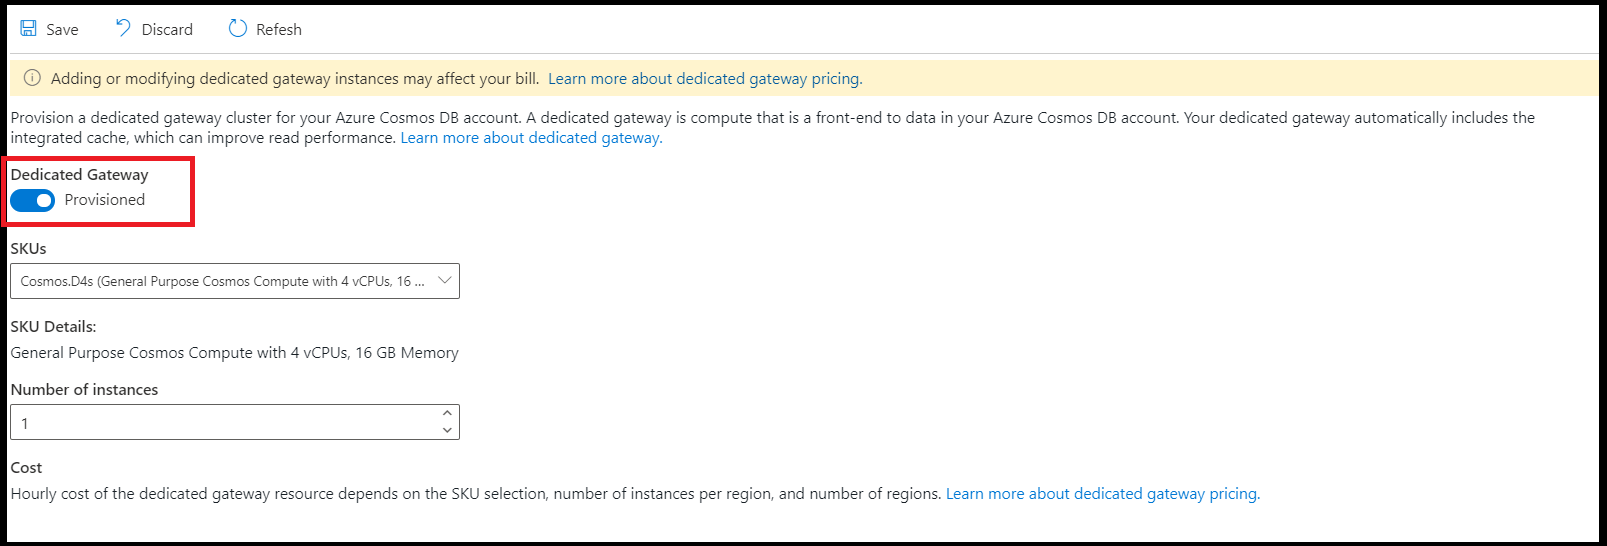 Save Discard Refesh
Adding or modifying dedicated gateway instances may affect your bill. Learn more about dedicated gateway pricing.
Provision a dedicated gateway cluster for your Azure Cosmos DB account. A dedicated gateway is compute that is a front-end to data in your Azure Cosmos DB account. Your dedicated gateway automatically includes the
integrated cache, which can improve read performance. Learn more about dedicated gateway.
Dedicated Gateway
Provisioned
SKUs
Cosmos.D4s (General Purpose Cosmos Compute with 4 vCPUs, 16 ...
SKU Details:
General Purpose Cosmos Compute with 4 vCPUs, 16 GB Memory
Number of instances
1
Cost
Hourly cost of the dedicated gateway resource depends on the SKU selection, number of instances per region, and number of regions. Learn more about dedicated gateway pricing.